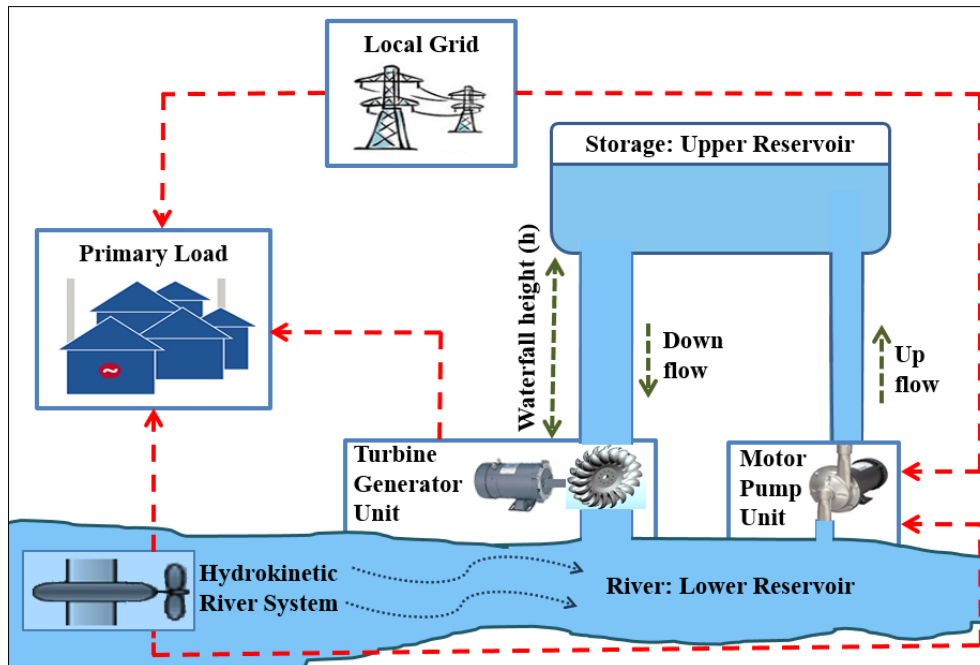 Local Grid
Storage: Upper Reservoir
Primary Load
Waterfall height (h)
Down
flow
Up
flow
Turbine
Generator
Unit
Motor
Pump
Unit
Hydrokinetic
River System
River: Lower Reservoir
~